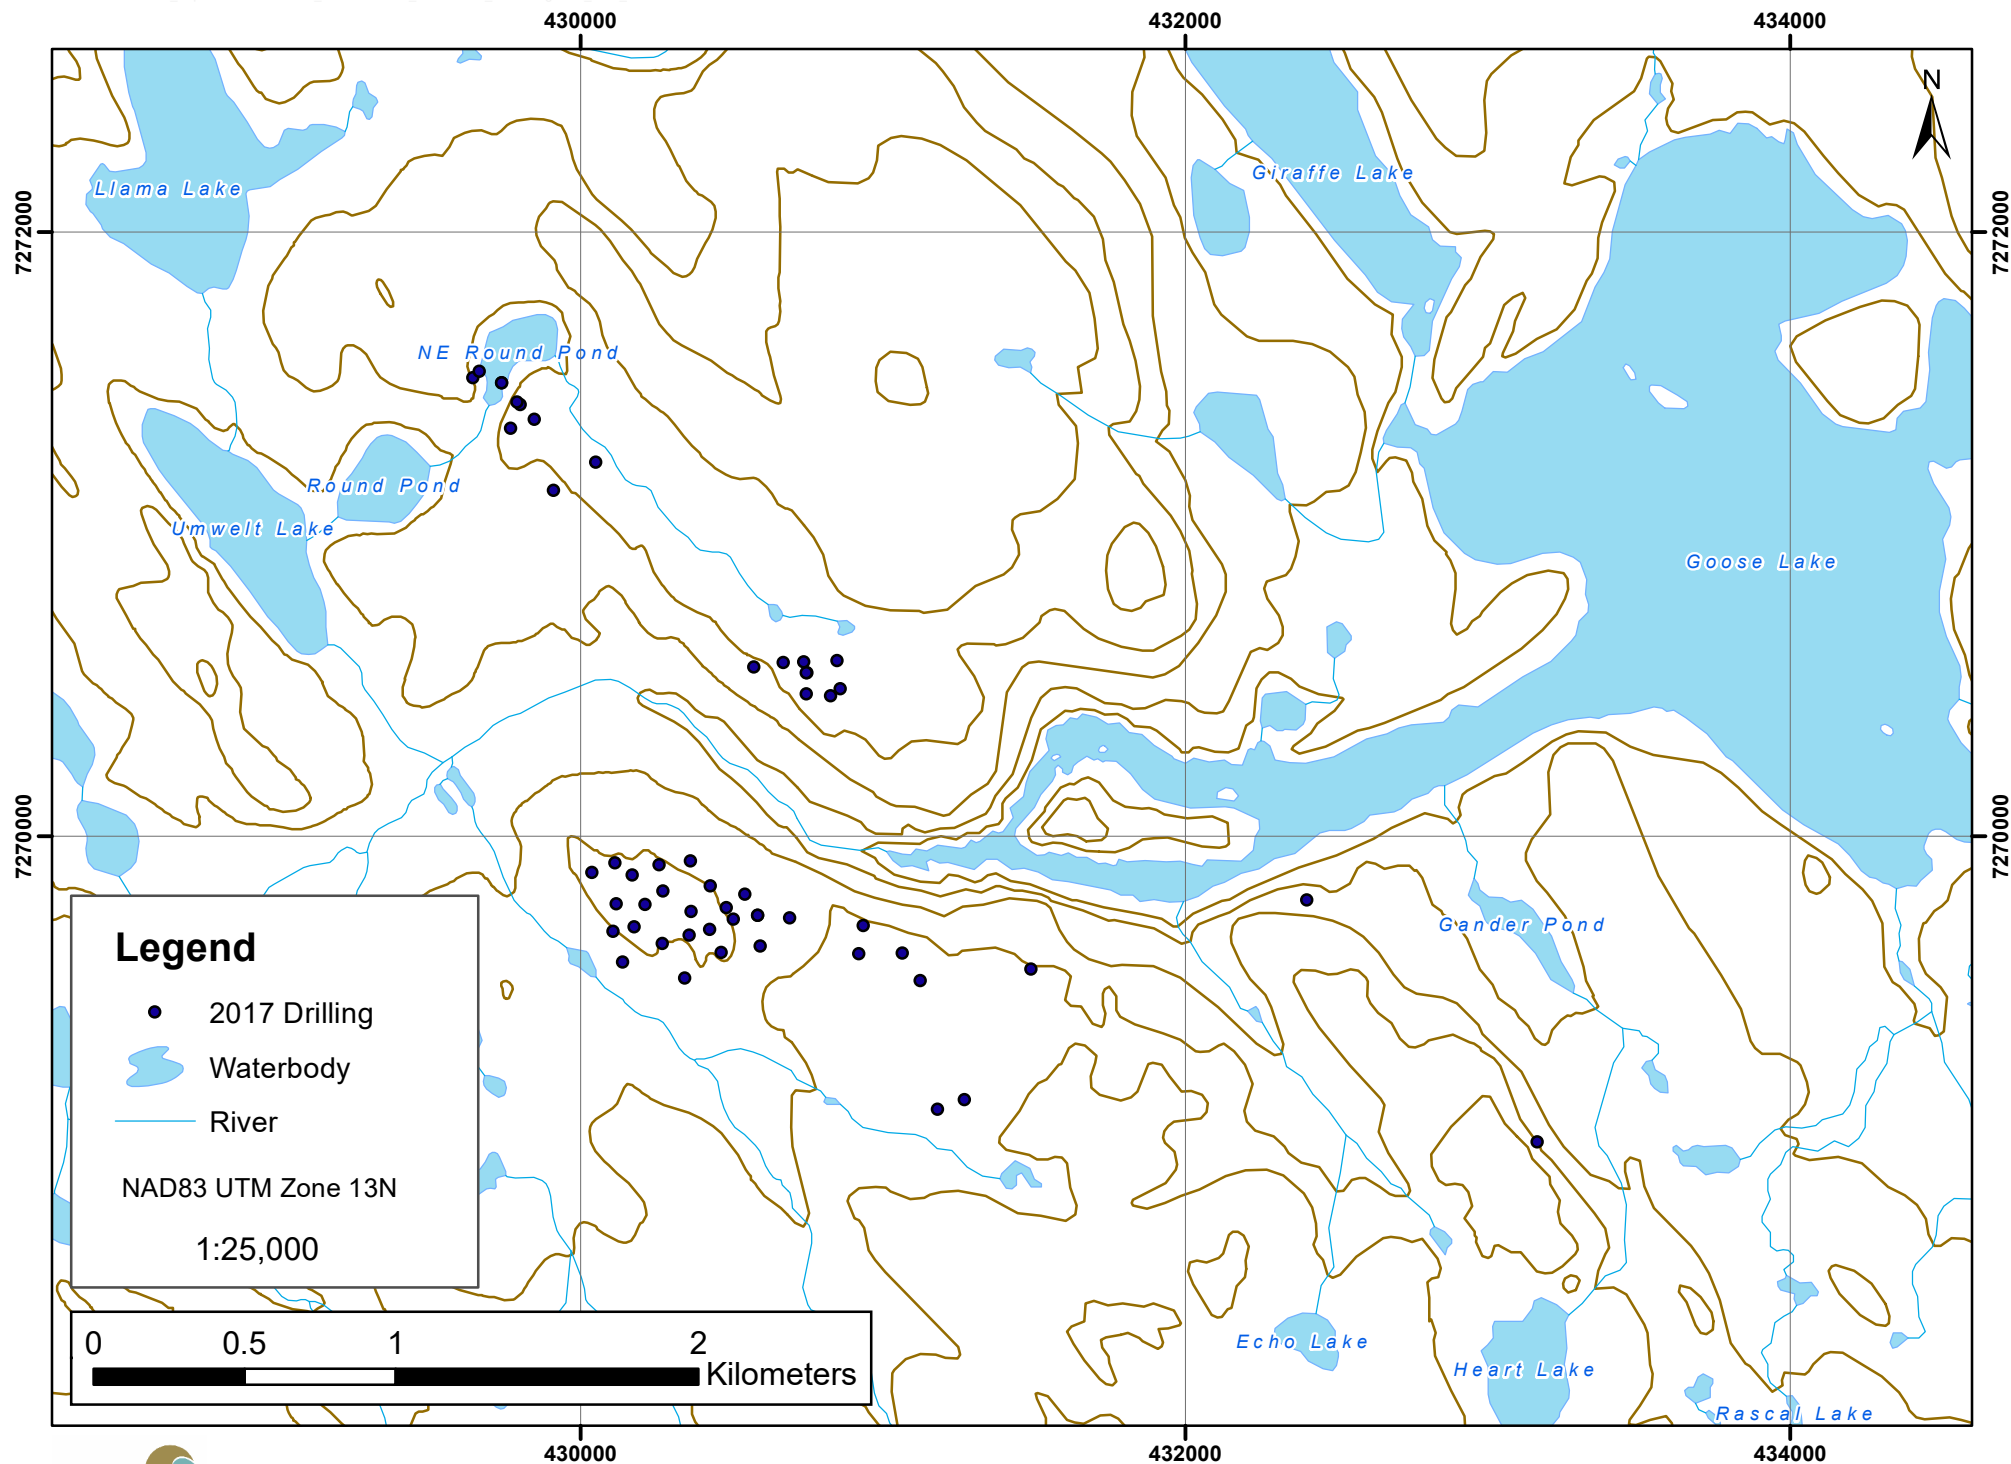 430000 432000 434000
N
Llama Lake
Giraffe Lake
7272000
7272000
NE Round Pond
Round Pond
Umwelt Lake
Goose Lake
7270000
7270000
Gander Pond
Legend
2017 Drilling
Waterbody
River
NAD83 UTM Zone 13N
1:25,000
0 0.5 1 2
Kilometers
Echo Lake
Heart Lake
Rascal Lake
430000 432000 434000